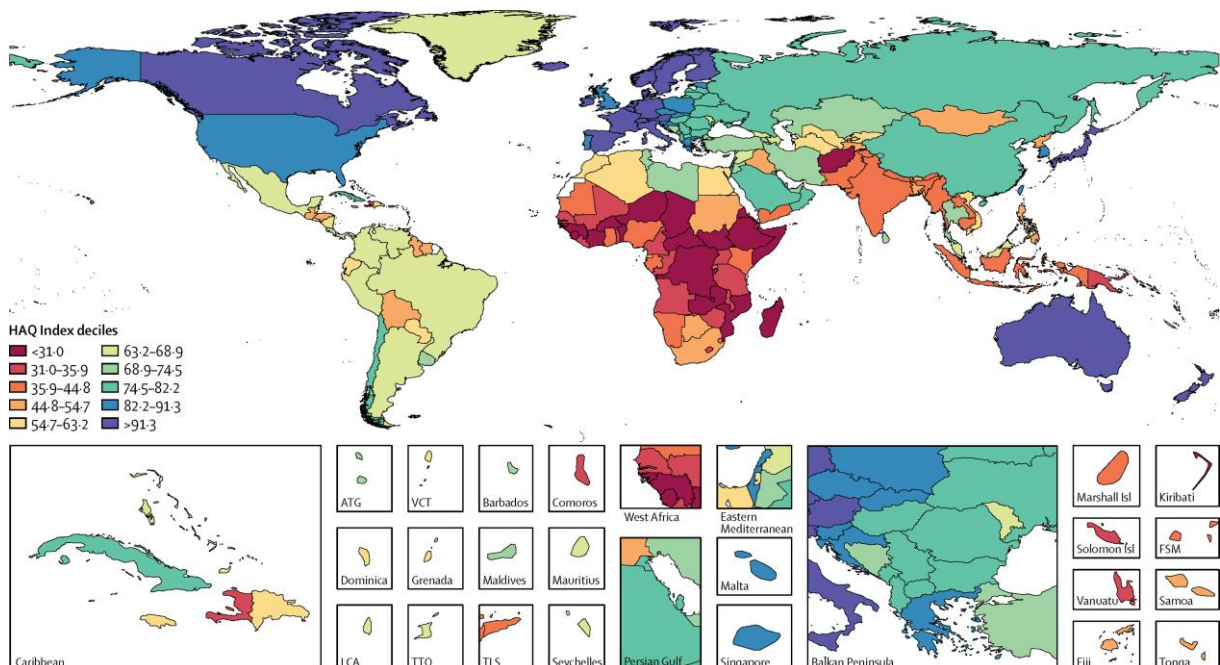 HAQ Index deciles
<31·0
31·0–35·9
35·9–44·8
44·8–54·7
54·7–63·2
63·2–68·9
68·9–74·5
74·5–82·2
82·2–91·3
>91·3
Caribbean
ATG
VCT
Barbados
Comoros
Dominica
Grenada
Maldives
Mauritius
LCA
TTO
TLS
Seychelles
West Africa
Eastern
Mediterranean
Persian Gulf
Malta
Singapore
Balkan Peninsula
Marshall Isl
Kiribati
Solomon Isl
FSM
Vanuatu
Samoa
Fiji
Tonga